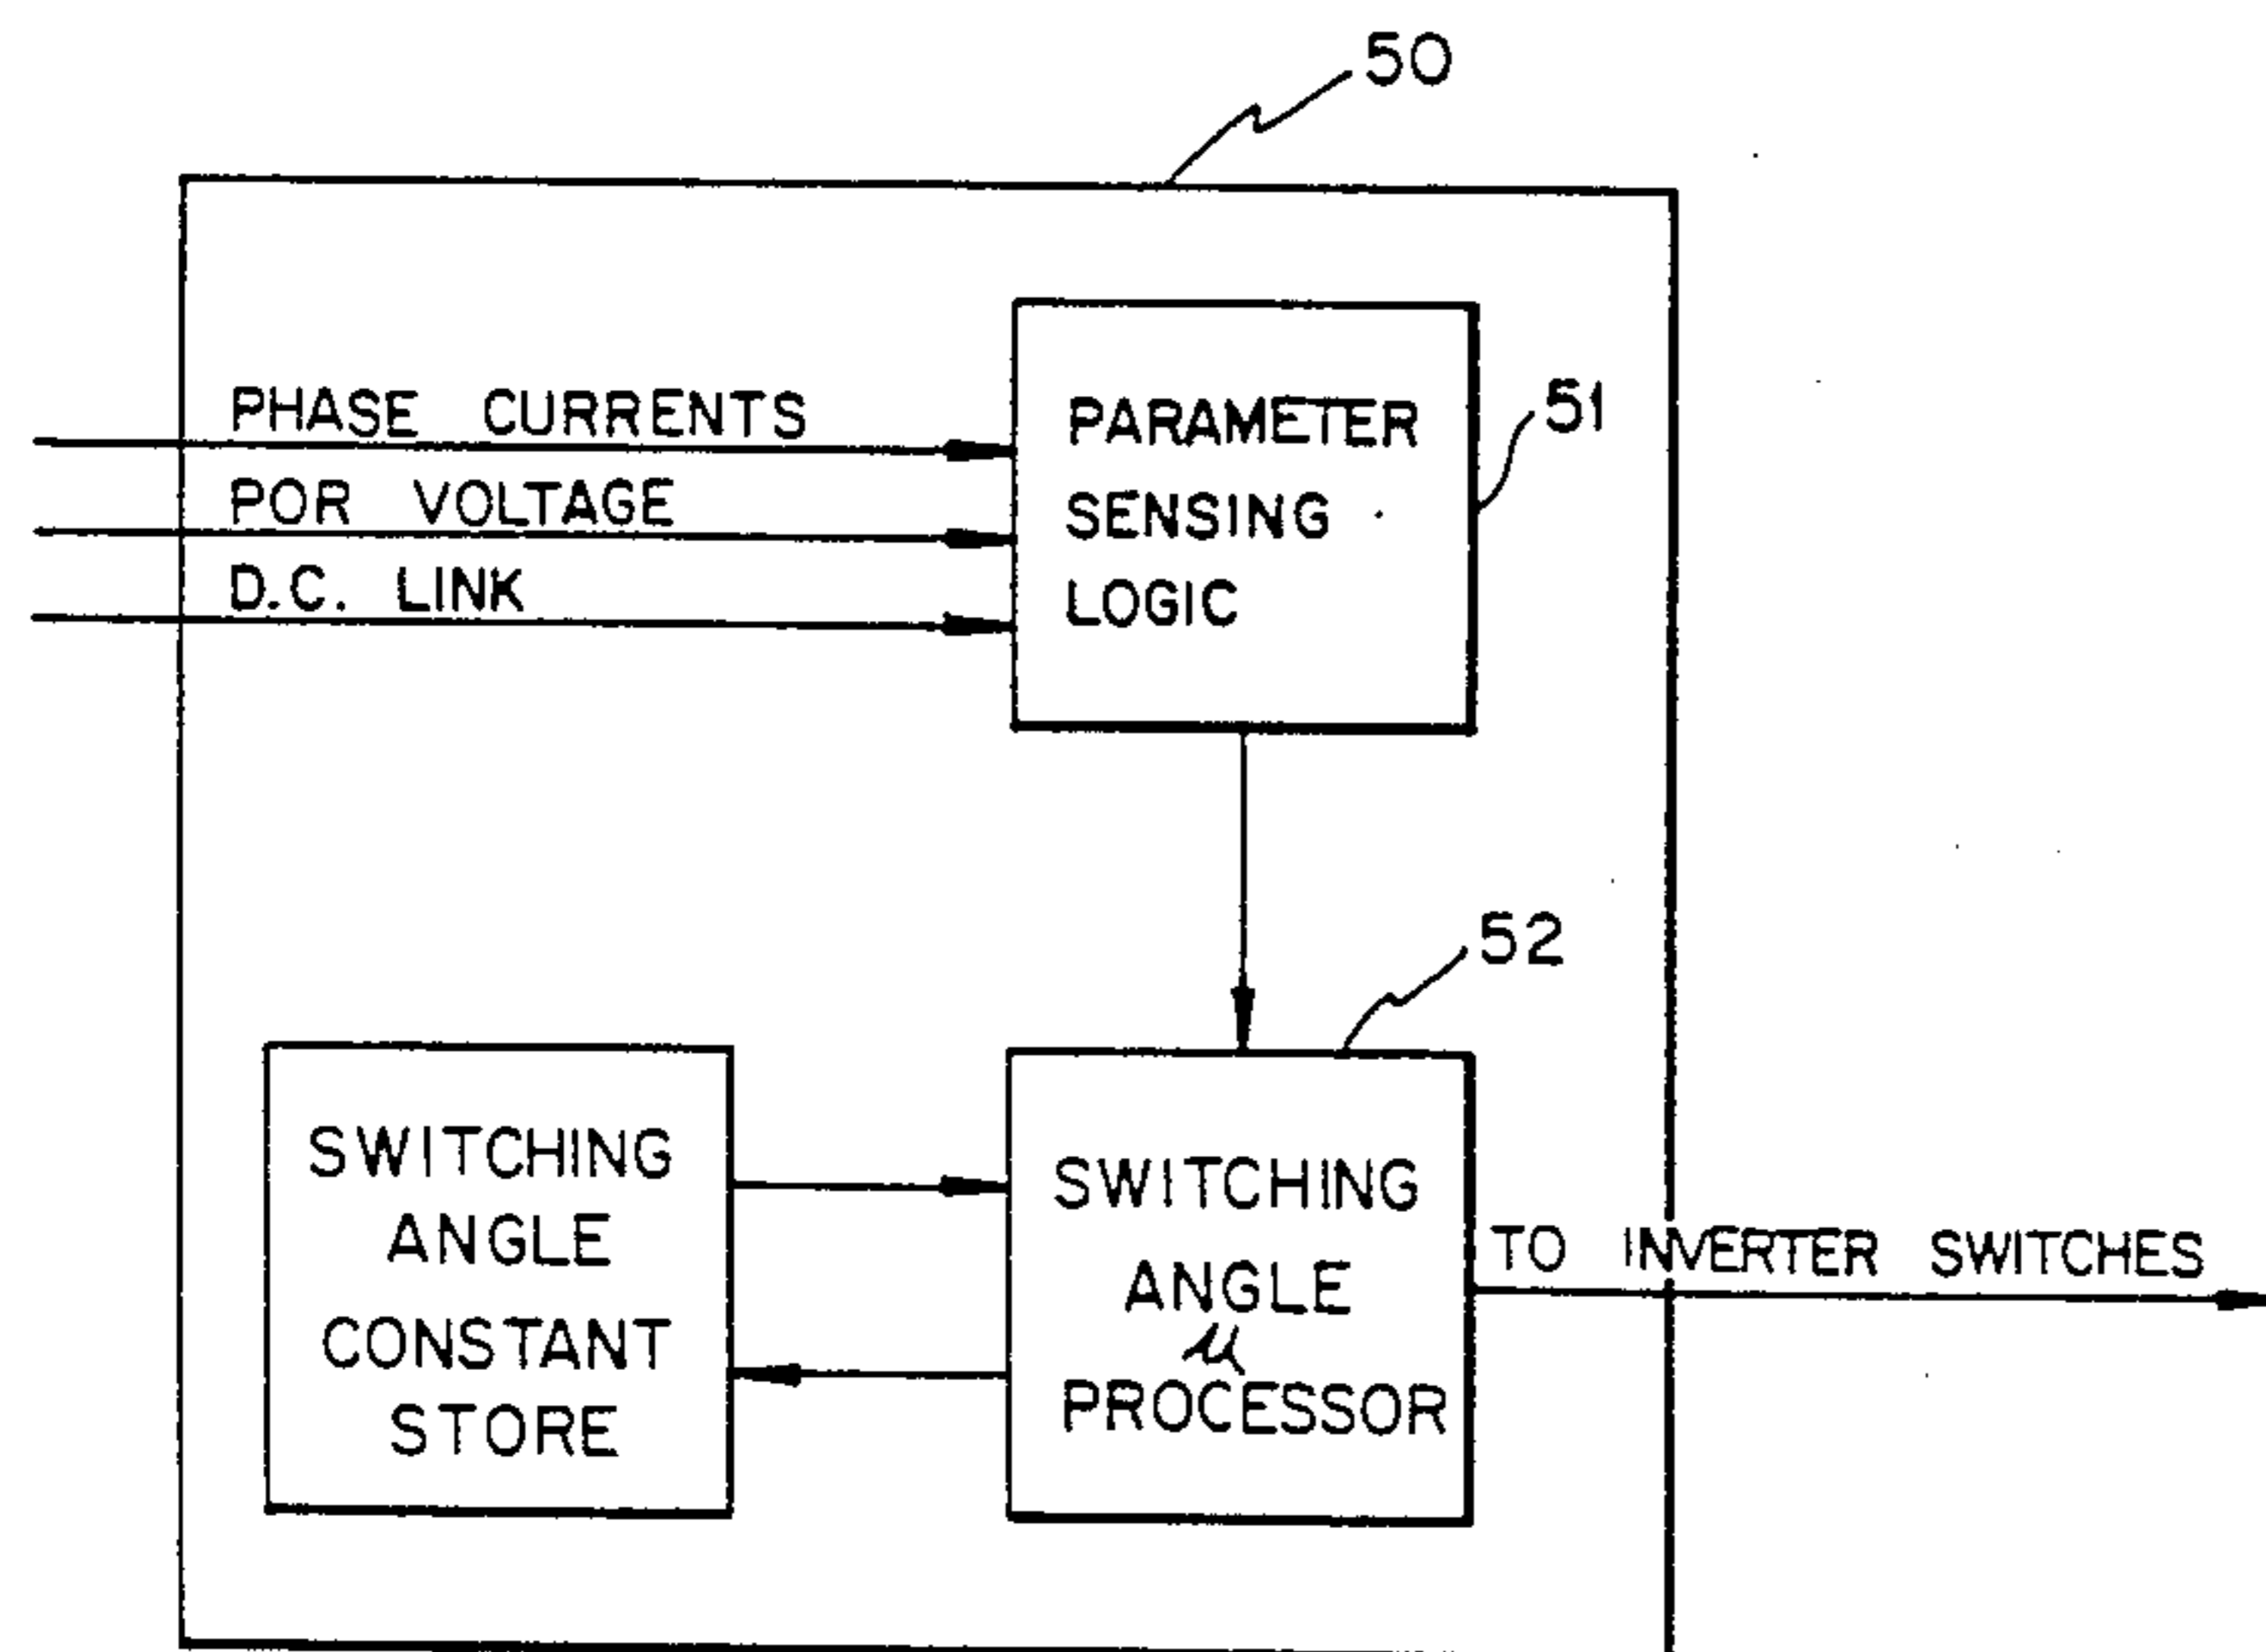 50
PHASE CURRENTS
POR VOLTAGE
D.C. LINK
PARAMETER
SENSING
LOGIC
51
52
SWITCHING
ANGLE
CONSTANT
STORE
SWITCHING
ANGLE
μ
PROCESSOR
TO INVERTER SWITCHES